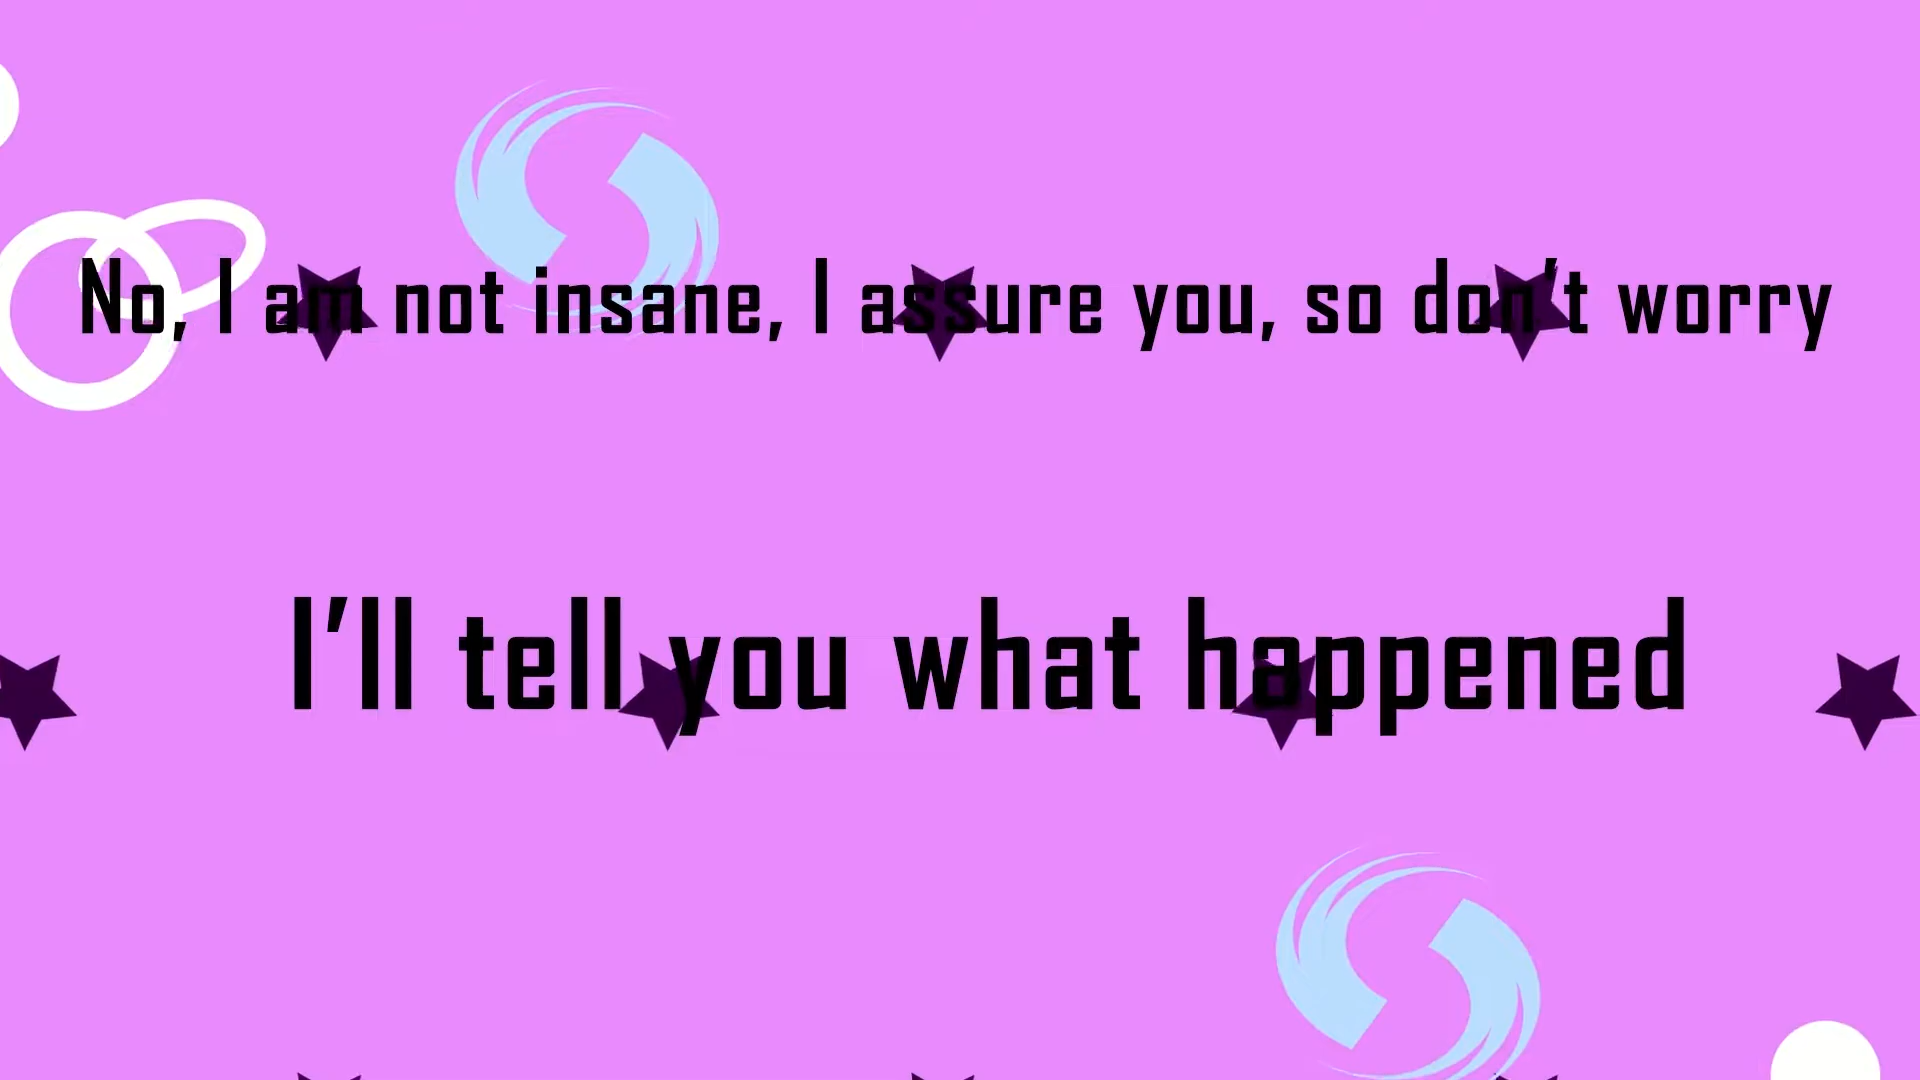 No, I am not insane, I assure you, so don’t worry
I’ll tell you what happened